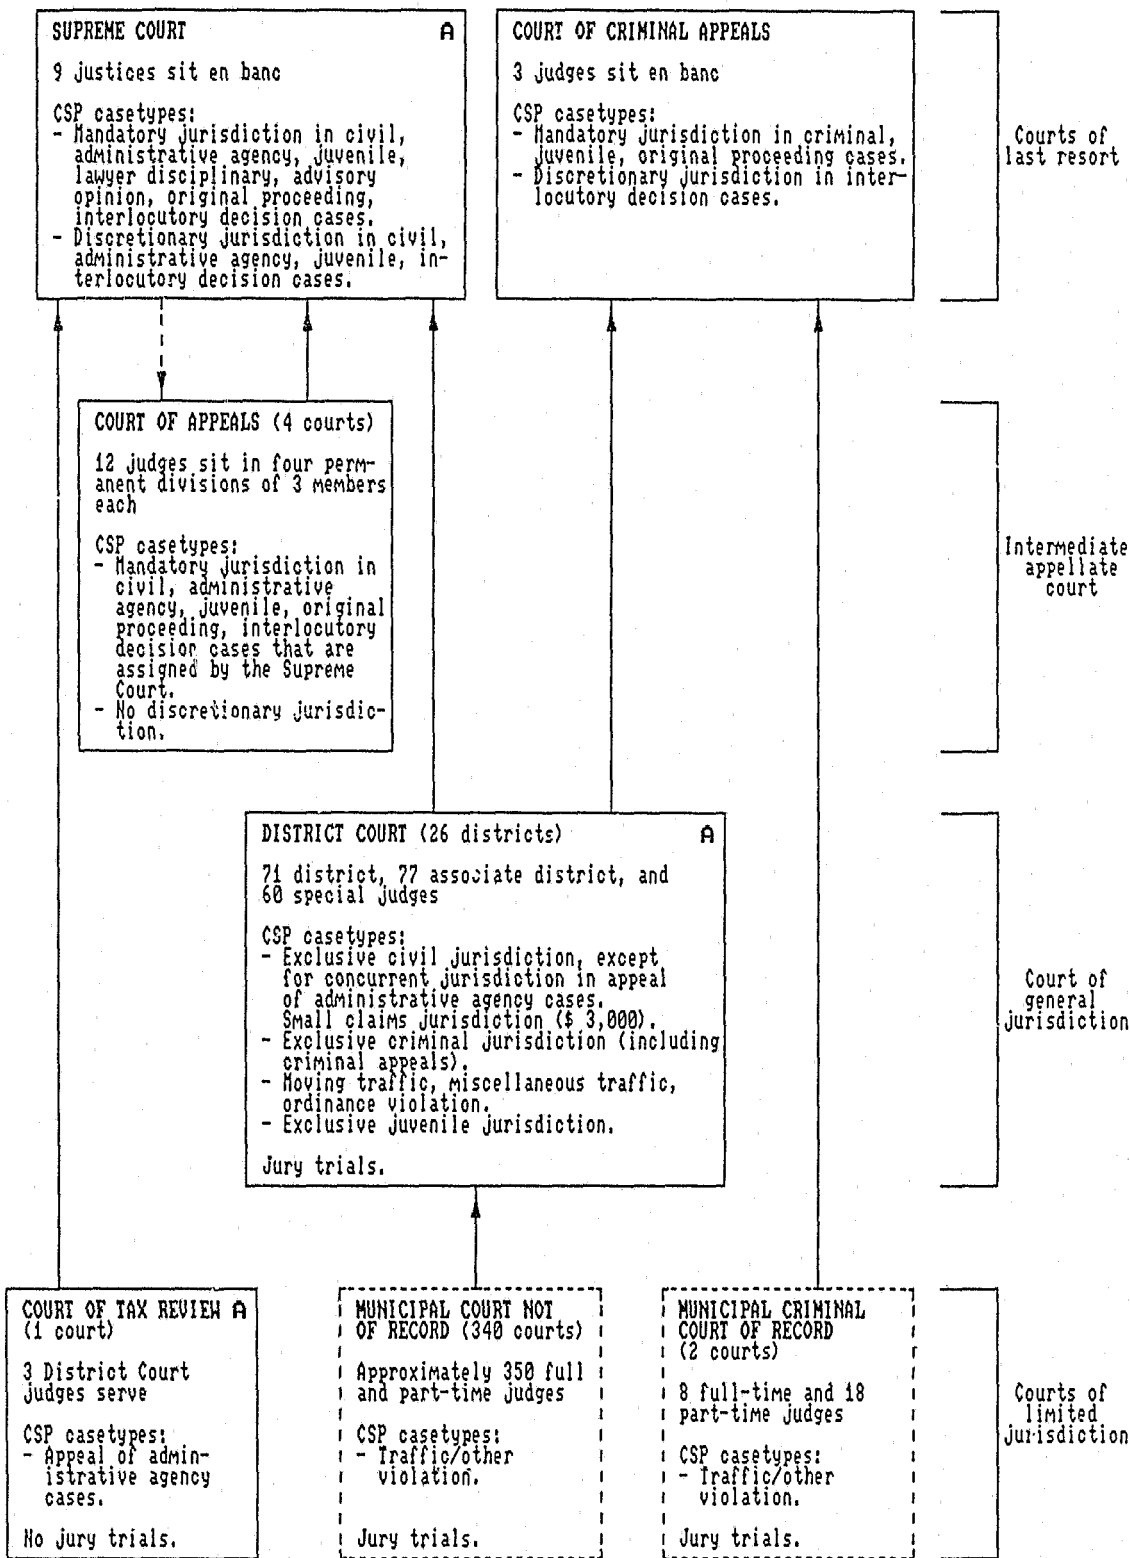 SUPREME COURT A
9 justices sit en banc
CSP casetypes:
- Mandatory jurisdiction in civil,
administrative agency, juvenile,
lawyer disciplinary, advisory
opinion, original proceeding,
interlocutory decision cases.
- Discretionary jurisdiction in civil,
administrative agency, juvenile, in-
terlocutory decision cases.
COURT OF CRIMINAL APPEALS
3 judges sit en banc
CSP casetypes:
- Mandatory jurisdiction in criminal,
juvenile, original proceeding cases.
- Discretionary jurisdiction in inter-
locutory decision cases.
Courts of
last resort
COURT OF APPEALS (4 courts)
12 judges sit in four perm-
anent divisions of 3 members
each
CSP casetypes:
- Mandatory jurisdiction in
civil, administrative
agency, juvenile, original
proceeding, interlocutory
decision cases that are
assigned by the Supreme
Court.
- No discretionary jurisdic-
tion.
Intermediate
appellate
court
DISTRICT COURT (26 districts) A
71 district, 77 associate district, and
60 special judges
CSP casetypes:
- Exclusive civil jurisdiction, except
for concurrent jurisdiction in appeal
of administrative agency cases.
Small claims jurisdiction ($ 3,000).
- Exclusive criminal jurisdiction (including
criminal appeals).
- Moving traffic, miscellaneous traffic,
ordinance violation.
- Exclusive juvenile jurisdiction.
Jury trials.
Court of
general
jurisdiction
COURT OF TAX REVIEW A
(1 court)
3 District Court
judges serve
CSP casetypes:
- Appeal of admin-
istrative agency
cases.
No jury trials.
MUNICIPAL COURT NOT
OF RECORD (340 courts)
Approximately 350 full
and part-time judges
CSP casetypes:
- Traffic/other
violation.
Jury trials.
MUNICIPAL CRIMINAL
COURT OF RECORD
(2 courts)
8 full-time and 18
part-time judges
CSP casetypes:
- Traffic/other
violation.
Jury trials.
Courts of
limited
jurisdiction